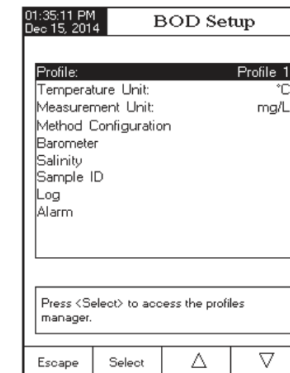 01:35:11 PM
Dec 15, 2014
BOD Setup
Profile: Profile 1
Temperature Unit: °C
Measurement Unit: mg/L
Method Configuration
Barometer
Salinity
Sample ID
Log
Alarm
Press <Select> to access the profiles
manager.
Escape Select △ ▽